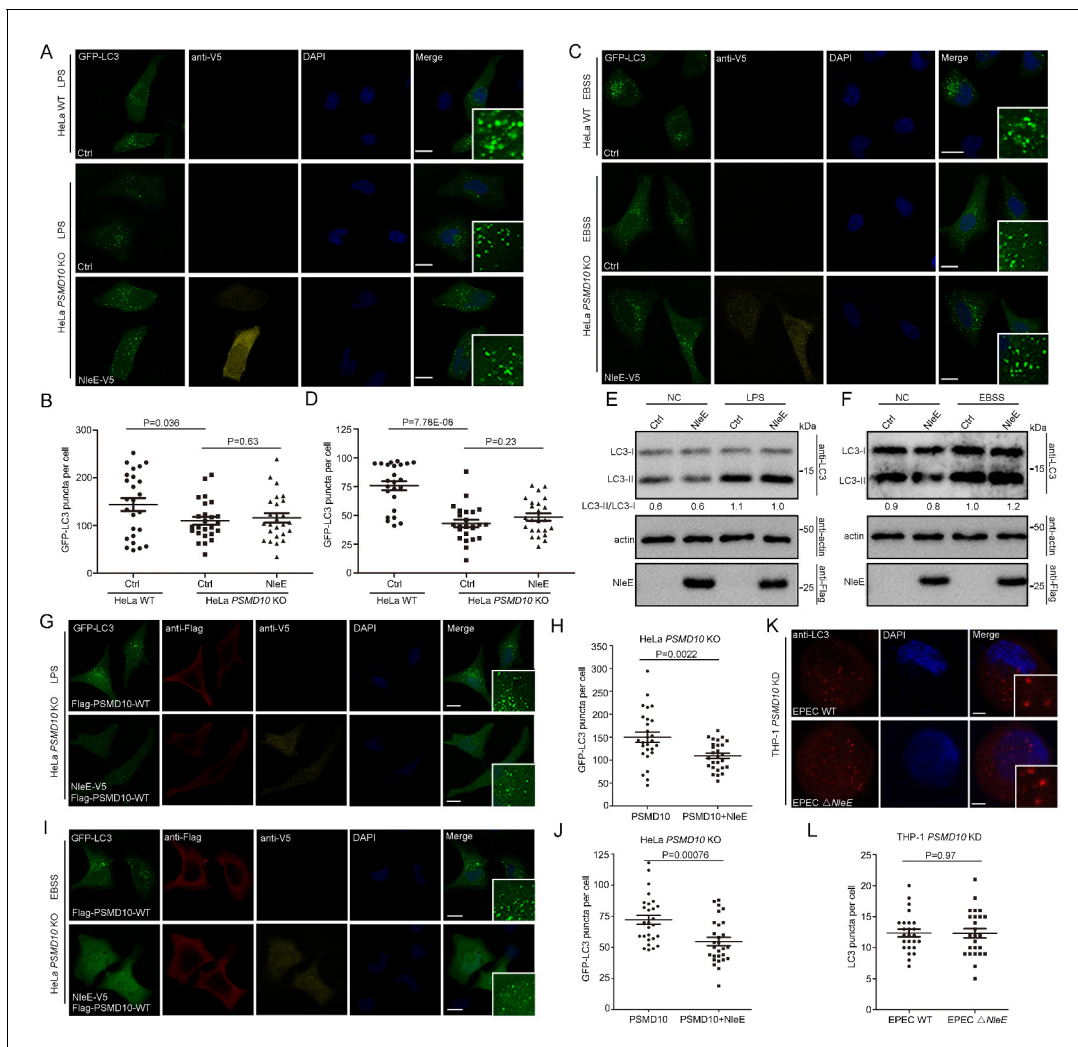 A
GFP-LC3
anti-V5
DAPI
Merge
HeLa WT LPS
Ctrl
HeLa PSMD10 KO LPS
Ctrl
NleE-V5
C
GFP-LC3
anti-V5
DAPI
Merge
HeLa WT EBSS
Ctrl
HeLa PSMD10 KO EBSS
Ctrl
NleE-V5
B
P=0.036
P=0.63
GFP-LC3 puncta per cell
300
200
100
0
Ctrl
Ctrl
NleE
HeLa WT
HeLa PSMD10 KO
D
P=7.78E-08
P=0.23
GFP-LC3 puncta per cell
125
100
75
50
25
0
Ctrl
Ctrl
NleE
HeLa WT
HeLa PSMD10 KO
E
NC
LPS
Ctrl
NleE
Ctrl
NleE
kDa
LC3-I
LC3-II
15
anti-LC3
LC3-II/LC3-I
0.6
0.6
1.1
1.0
actin
50
anti-actin
NleE
25
anti-Flag
F
NC
EBSS
Ctrl
NleE
Ctrl
NleE
kDa
LC3-I
LC3-II
15
anti-LC3
0.9
0.8
1.0
1.2
actin
50
37
anti-actin
NleE
25
anti-Flag
G
GFP-LC3
anti-Flag
anti-V5
DAPI
Merge
HeLa PSMD10 KO LPS
Flag-PSMD10-WT
NleE-V5
Flag-PSMD10-WT
H
HeLa PSMD10 KO
P=0.0022
GFP-LC3 puncta per cell
350
300
250
200
150
100
50
0
PSMD10
PSMD10+NleE
K
anti-LC3
DAPI
Merge
THP-1 PSMD10 KD
EPEC WT
EPEC △NleE
I
GFP-LC3
anti-Flag
anti-V5
DAPI
Merge
HeLa PSMD10 KO EBSS
Flag-PSMD10-WT
NleE-V5
Flag-PSMD10-WT
J
HeLa PSMD10 KO
P=0.00076
GFP-LC3 puncta per cell
125
100
75
50
25
0
PSMD10
PSMD10+NleE
L
THP-1 PSMD10 KD
P=0.97
LC3 puncta per cell
25
20
15
10
5
0
EPEC WT
EPEC △NleE